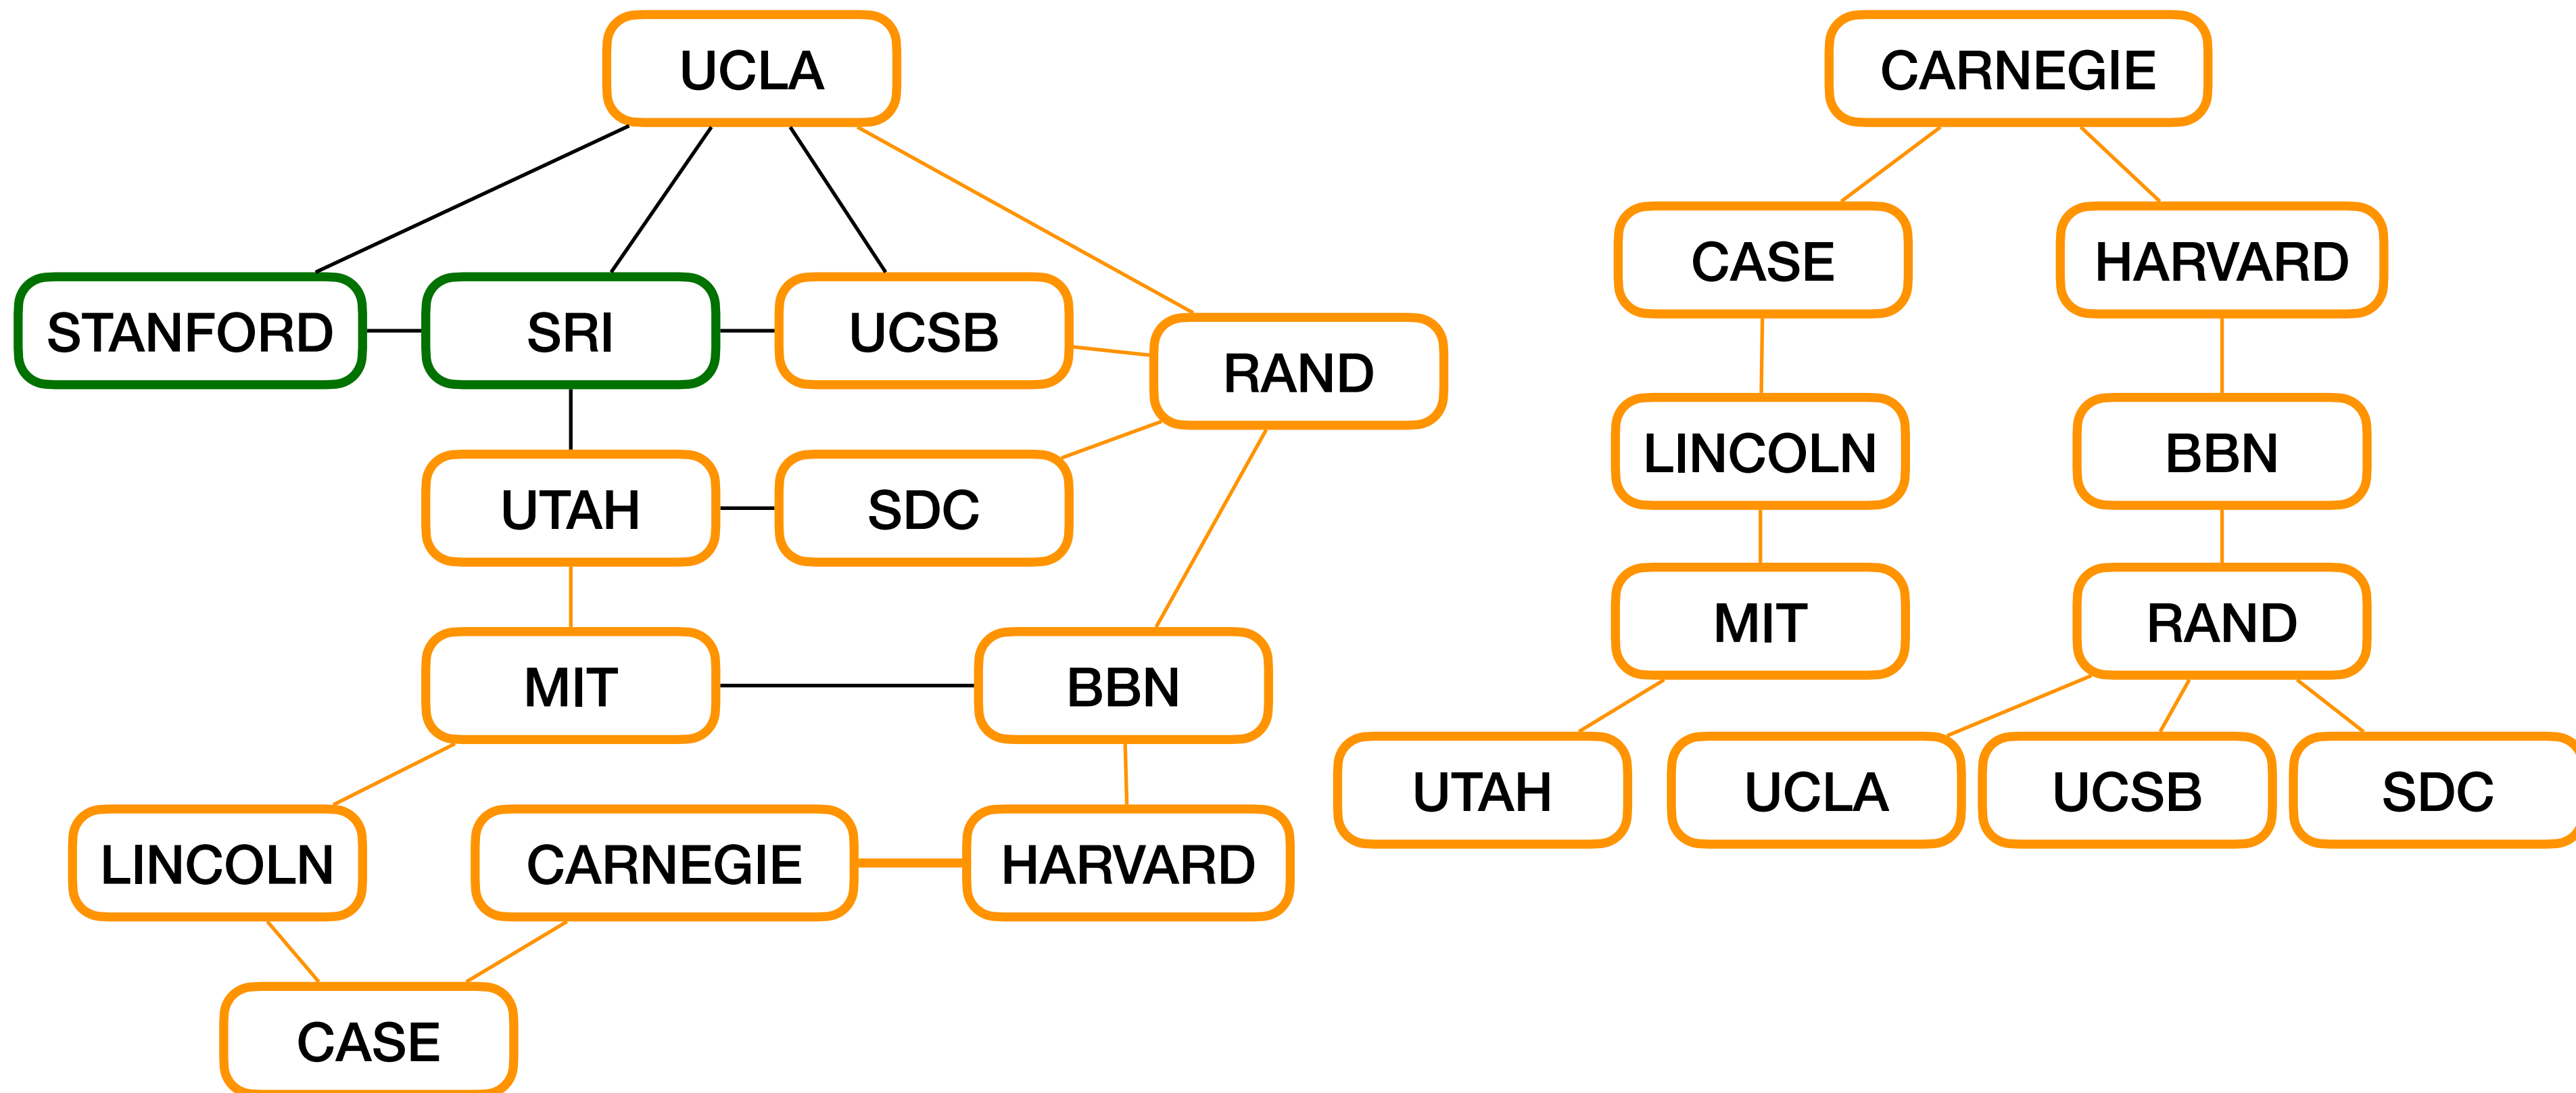 UCLA
STANFORD
SRI
UCSB
RAND
UTAH
SDC
MIT
BBN
LINCOLN
CARNEGIE
HARVARD
CASE
CARNEGIE
CASE
HARVARD
LINCOLN
BBN
MIT
RAND
UTAH
UCLA
UCSB
SDC